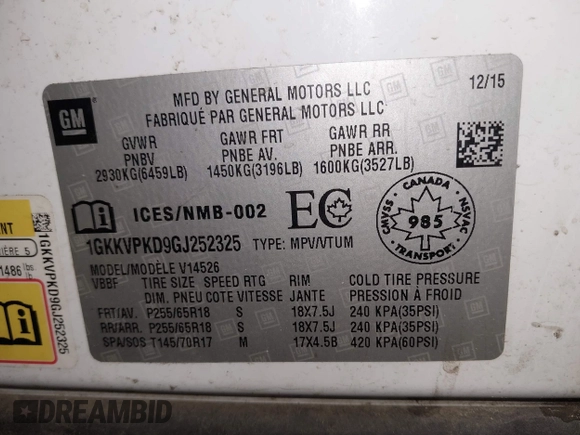 GM
MFD BY GENERAL MOTORS LLC
FABRIQUÉ PAR GENERAL MOTORS LLC
12/15
GVWR GAWR FRT GAWR RR
PNBV PNBE AV. PNBE ARR.
2930KG(6459LB) 1450KG(3196LB) 1600KG(3527LB)
ICES/NMB-002 EC
CANADA
CMVSS 985 NSVAC
1GKKVPKD9GJ252325 TYPE: MPV/VTUM
MODEL/MODÈLE V14526
VBBF TIRE SIZE SPEED RTG RIM COLD TIRE PRESSURE
DIM. PNEU COTE VITESSE JANTE PRESSION À FROID
FRT/AV. P255/65R18 S 18X7.5J 240 KPA(35PSI)
RR/ARR. P255/65R18 S 18X7.5J 240 KPA(35PSI)
SPA/SOS T145/70R17 M 17X4.5B 420 KPA(60PSI)
1GKKVPKD9GJ252325
DREAMBID